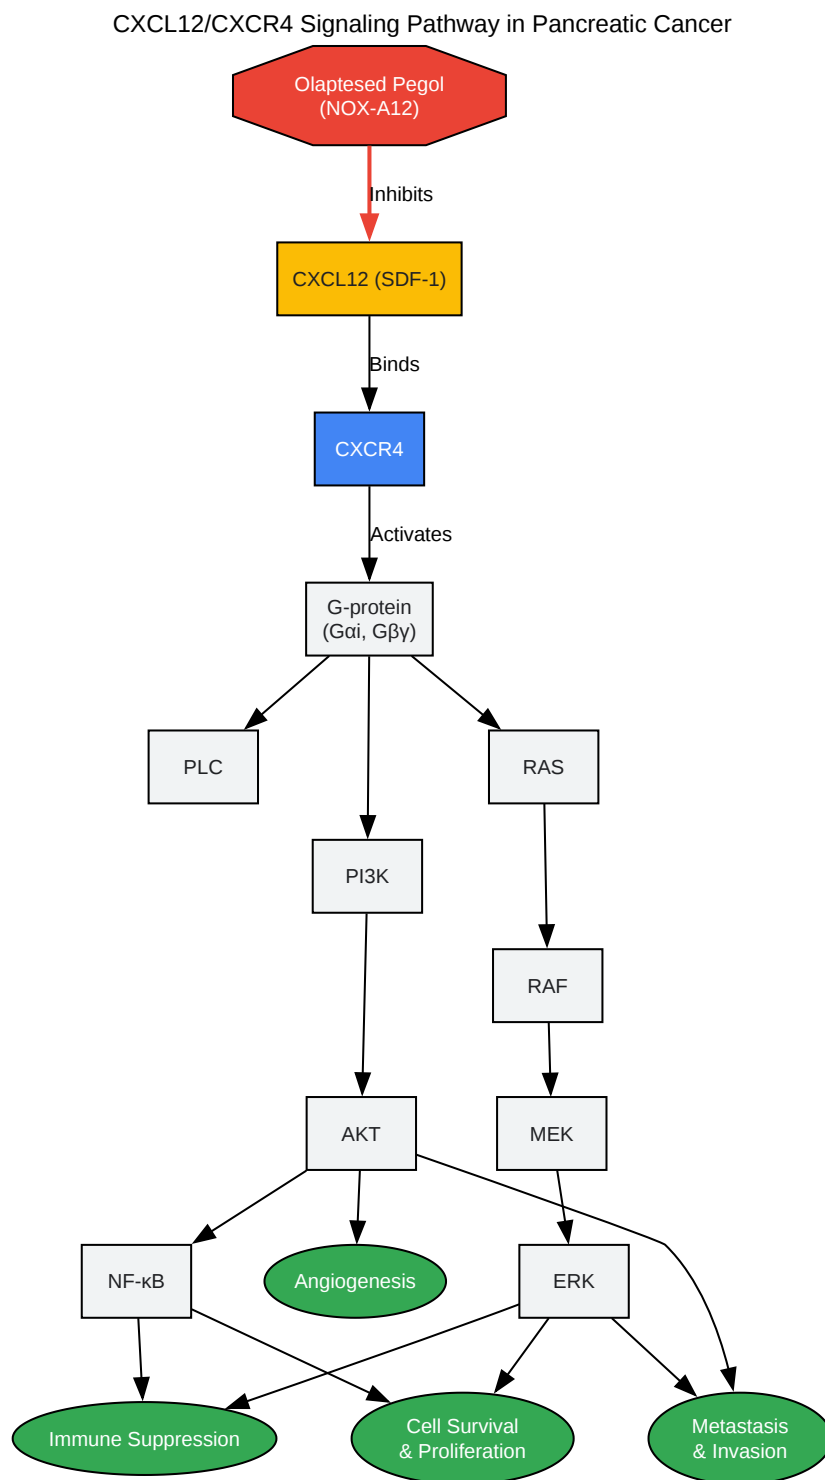 CXCL12/CXCR4 Signaling Pathway in Pancreatic Cancer
Olaptesed Pegol
(NOX-A12)
Inhibits
CXCL12 (SDF-1)
Binds
CXCR4
Activates
G-protein
(Gαi, Gβγ)
PLC
RAS
PI3K
RAF
AKT
MEK
NF-κB
Angiogenesis
ERK
Immune Suppression
Cell Survival
& Proliferation
Metastasis
& Invasion